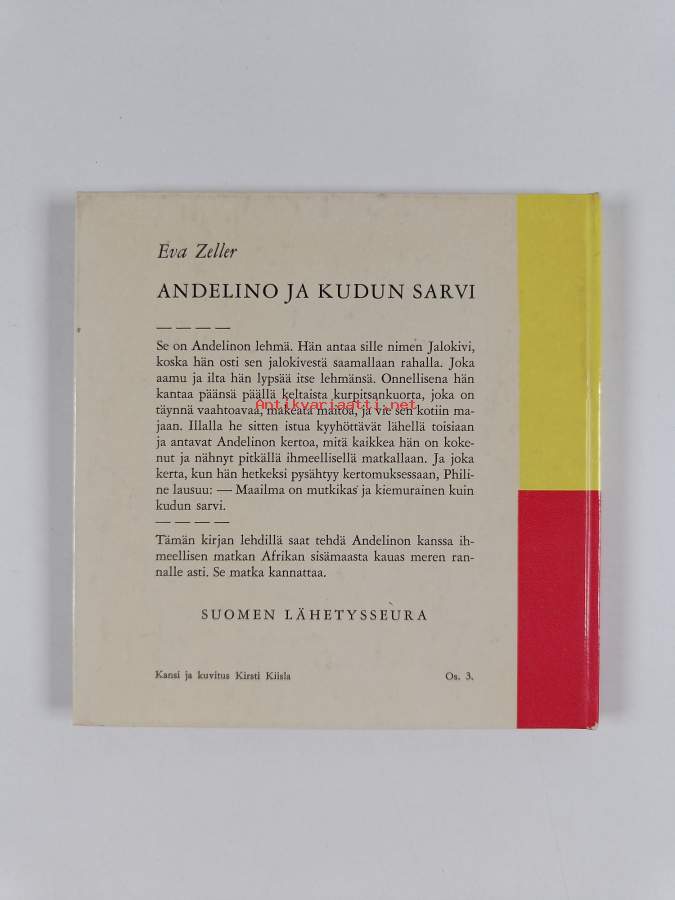 Eva Zeller
ANDELINO JA KUDUN SARVI
— — — —
Se on Andelinon lehmä. Hän antaa sille nimen Jalokivi,
koska hän osti sen jalokivestä saamallaan rahalla. Joka
aamu ja ilta hän lypsää itse lehmänsä. Onnellisena hän
kantaa päänsä päällä keltaista kurpitsankuorta, joka on
täynnä vaahtoavaa, makeata maitoa, ja vie sen kotiin ma-
Antikvariaatti.net
jaan. Illalla he sitten istua kyyhöttävät lähellä toisiaan
ja antavat Andelinon kertoa, mitä kaikkea hän on koke-
nut ja nähnyt pitkällä ihmeellisellä matkallaan. Ja joka
kerta, kun hän hetkeksi pysähtyy kertomuksessaan, Phili-
ne lausuu: — Maailma on mutkikas ja kiemurainen kuin
kudun sarvi.
— — — —
Tämän kirjan lehdillä saat tehdä Andelinon kanssa ih-
meellisen matkan Afrikan sisämaasta kauas meren ran-
nalle asti. Se matka kannattaa.
SUOMEN LÄHETYSSEURA
Kansi ja kuvitus Kirsti Kiisla Os. 3.